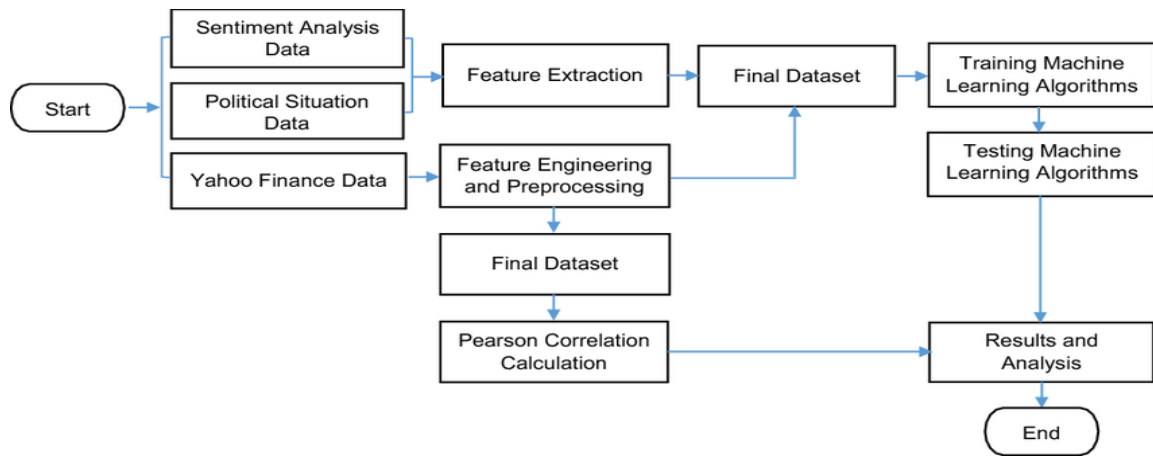 Start
Sentiment Analysis
Data
Political Situation
Data
Yahoo Finance Data
Feature Extraction
Feature Engineering
and Preprocessing
Final Dataset
Pearson Correlation
Calculation
Final Dataset
Training Machine
Learning Algorithms
Testing Machine
Learning Algorithms
Results and
Analysis
End